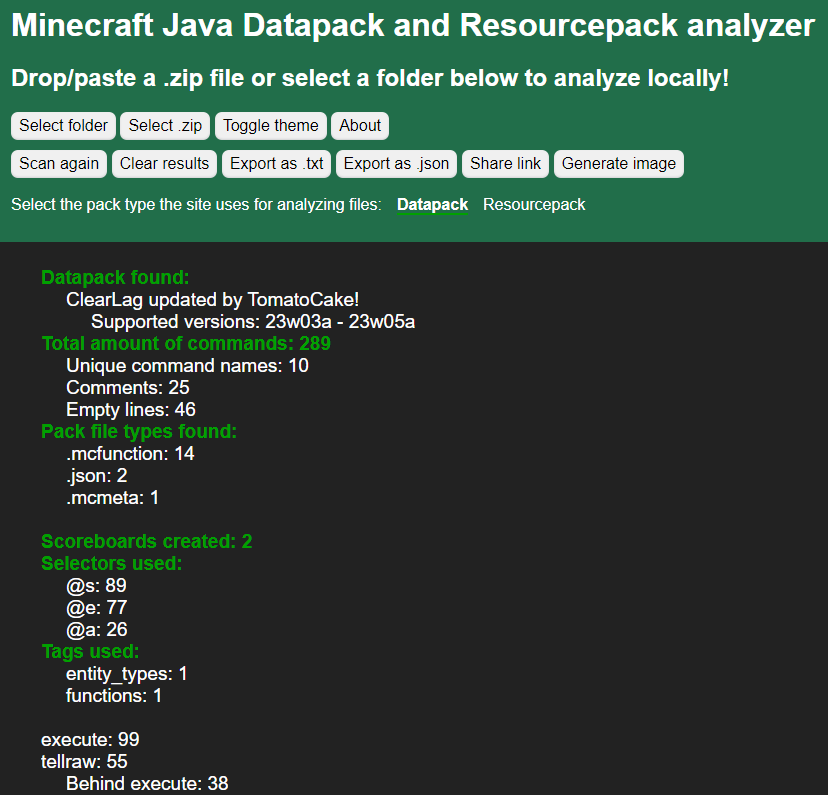 Minecraft Java Datapack and Resourcepack analyzer
Drop/paste a .zip file or select a folder below to analyze locally!
Select folder Select .zip Toggle theme About
Scan again Clear results Export as .txt Export as .json Share link Generate image
Select the pack type the site uses for analyzing files: Datapack Resourcepack
Datapack found:
ClearLag updated by TomatoCake!
Supported versions: 23w03a - 23w05a
Total amount of commands: 289
Unique command names: 10
Comments: 25
Empty lines: 46
Pack file types found:
.mcfunction: 14
.json: 2
.mcmeta: 1
Scoreboards created: 2
Selectors used:
@s: 89
@e: 77
@a: 26
Tags used:
entity_types: 1
functions: 1
execute: 99
tellraw: 55
Behind execute: 38